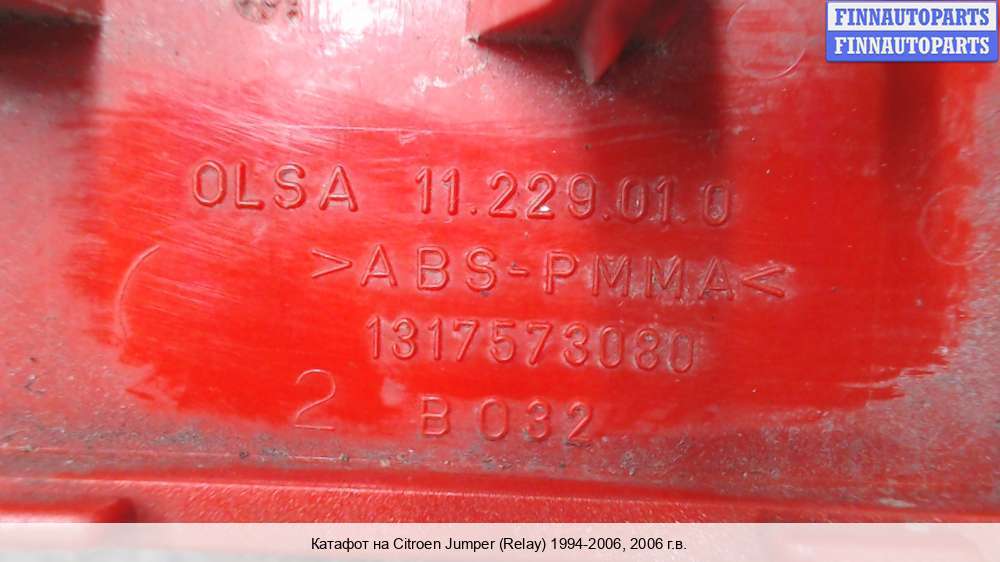 FINNAUTOPARTS
FINNAUTOPARTS
OLSA 11.229.01.0
>ABS-PMMA<
1317573080
2 B 032
Катафот на Citroen Jumper (Relay) 1994-2006, 2006 г.в.